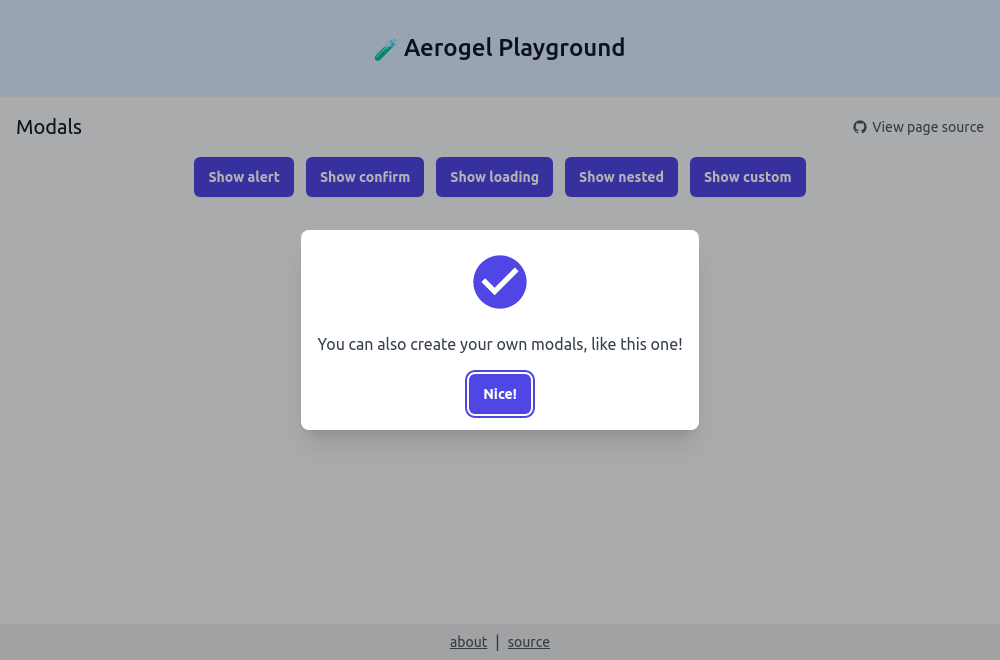 Aerogel Playground
Modals
View page source
Show alert
Show confirm
Show loading
Show nested
Show custom
You can also create your own modals, like this one!
Nice!
about | source